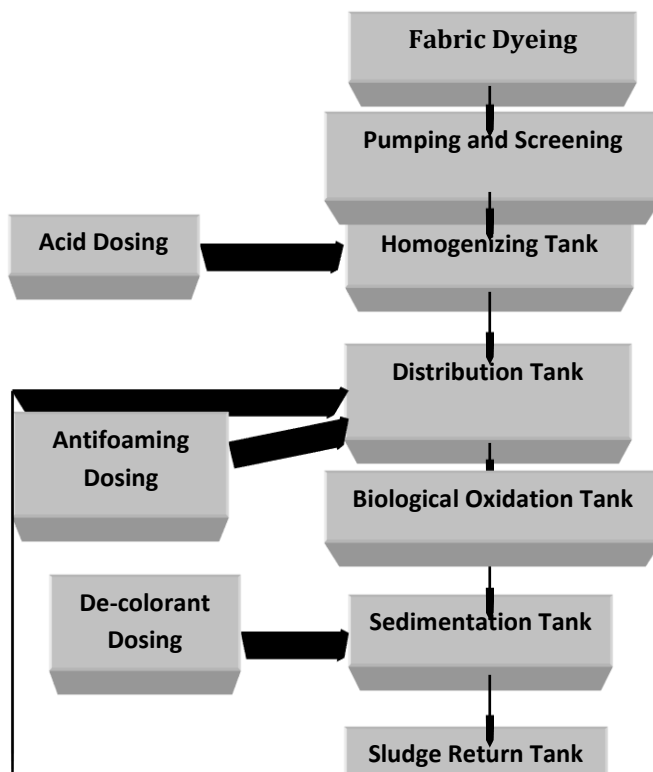 Fabric Dyeing
Pumping and Screening
Acid Dosing
Homogenizing Tank
Distribution Tank
Antifoaming
Dosing
Biological Oxidation Tank
De-colorant
Dosing
Sedimentation Tank
Sludge Return Tank